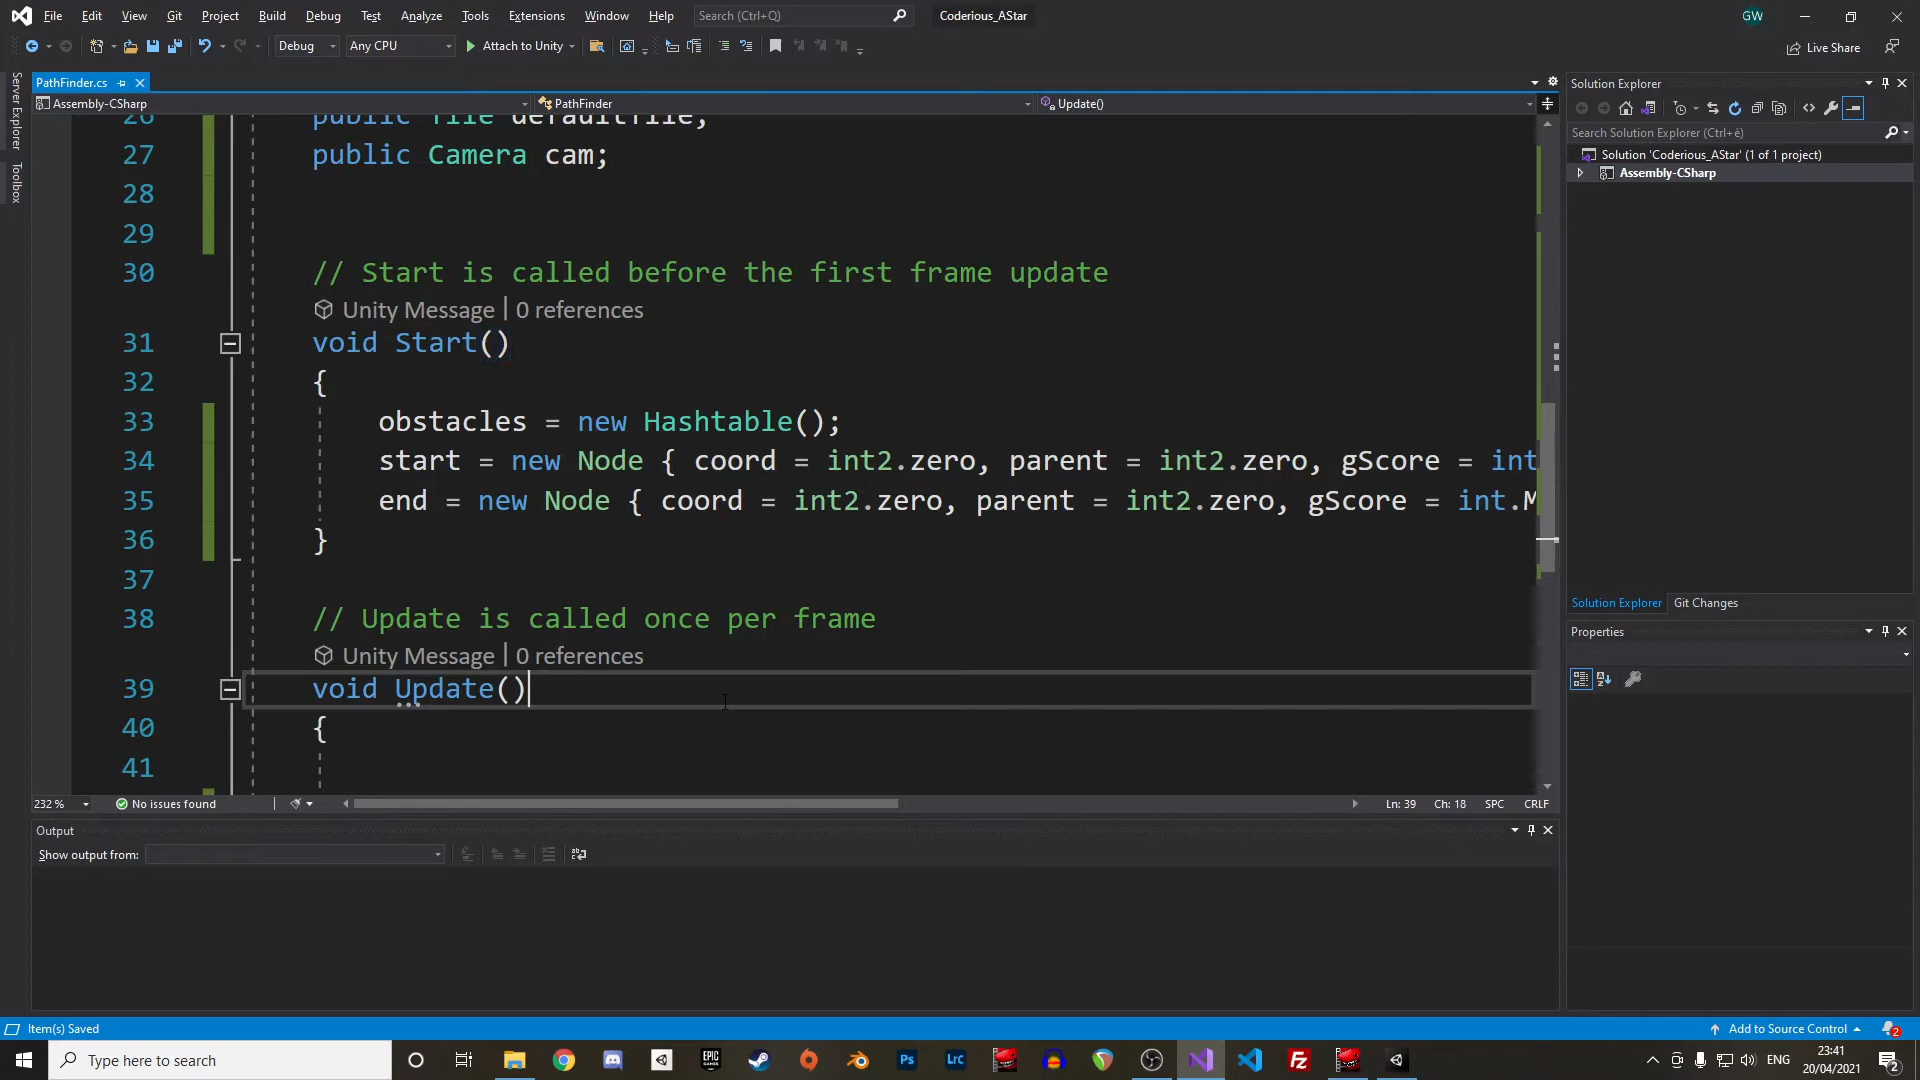 File Edit View Git Project Build Debug Test Analyze Tools Extensions Window Help Search (Ctrl+Q) Coderious_AStar GW
Debug Any CPU Attach to Unity Live Share
Server Explorer
Toolbox
PathFinder.cs
Assembly-CSharp PathFinder Update()
26 public Tile defaultTile;
27 public Camera cam;
28
29
30 // Start is called before the first frame update
Unity Message | 0 references
31 void Start()
32 {
33 obstacles = new Hashtable();
34 start = new Node { coord = int2.zero, parent = int2.zero, gScore = int
35 end = new Node { coord = int2.zero, parent = int2.zero, gScore = int.M
36 }
37
38 // Update is called once per frame
Unity Message | 0 references
39 void Update()
40 {
41
232 % No issues found Ln: 39 Ch: 18 SPC CRLF
Output
Show output from:
Solution Explorer
Search Solution Explorer (Ctrl+è)
Solution 'Coderious_AStar' (1 of 1 project)
Assembly-CSharp
Solution Explorer Git Changes
Properties
Item(s) Saved Add to Source Control 2
Type here to search EPIC GAMES Ps Lrc ENG 23:41
20/04/2021 2